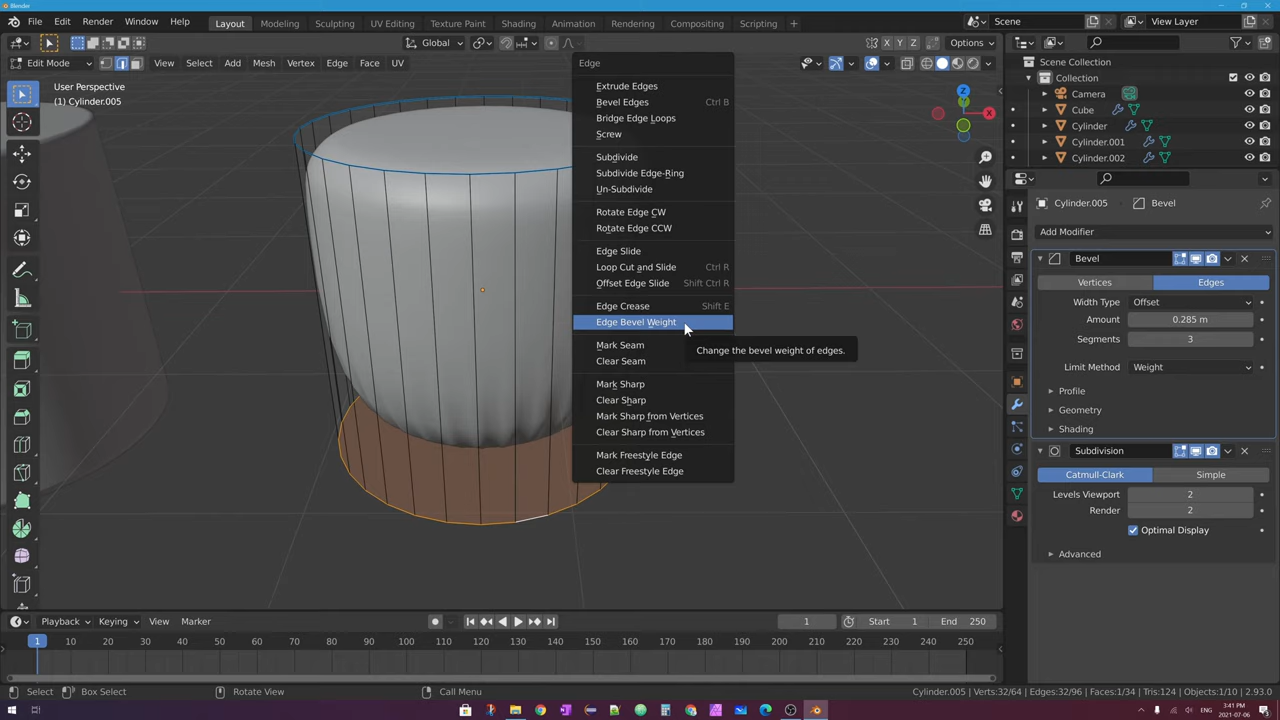 Blender
File Edit Render Window Help
Layout Modeling Sculpting UV Editing Texture Paint Shading Animation Rendering Compositing Scripting +
Scene
View Layer
Global
X Y Z
Options
Edit Mode
View Select Add Mesh Vertex Edge Face UV
User Perspective
(1) Cylinder.005
Edge
Extrude Edges
Bevel Edges Ctrl B
Bridge Edge Loops
Screw
Subdivide
Subdivide Edge-Ring
Un-Subdivide
Rotate Edge CW
Rotate Edge CCW
Edge Slide
Loop Cut and Slide Ctrl R
Offset Edge Slide Shift Ctrl R
Edge Crease Shift E
Edge Bevel Weight
Change the bevel weight of edges.
Mark Seam
Clear Seam
Mark Sharp
Clear Sharp
Mark Sharp from Vertices
Clear Sharp from Vertices
Mark Freestyle Edge
Clear Freestyle Edge
Z
Y
X
Scene Collection
Collection
Camera
Cube
Cylinder
Cylinder.001
Cylinder.002
Cylinder.005 Bevel
Add Modifier
Bevel
Vertices Edges
Width Type Offset
Amount 0.285 m
Segments 3
Limit Method Weight
Profile
Geometry
Shading
Subdivision
Catmull-Clark Simple
Levels Viewport 2
Render 2
Optimal Display
Advanced
Playback Keying View Marker
1 Start 1 End 250
1 10 20 30 40 50 60 70 80 90 100 110 120 130 140 150 160 170 180 190 200 210 220 230 240 250
Select Box Select Rotate View Call Menu
Cylinder.005 | Verts:32/64 | Edges:32/96 | Faces:1/34 | Tris:124 | Objects:1/10 | 2.93.0
3:41 PM
2021-07-06